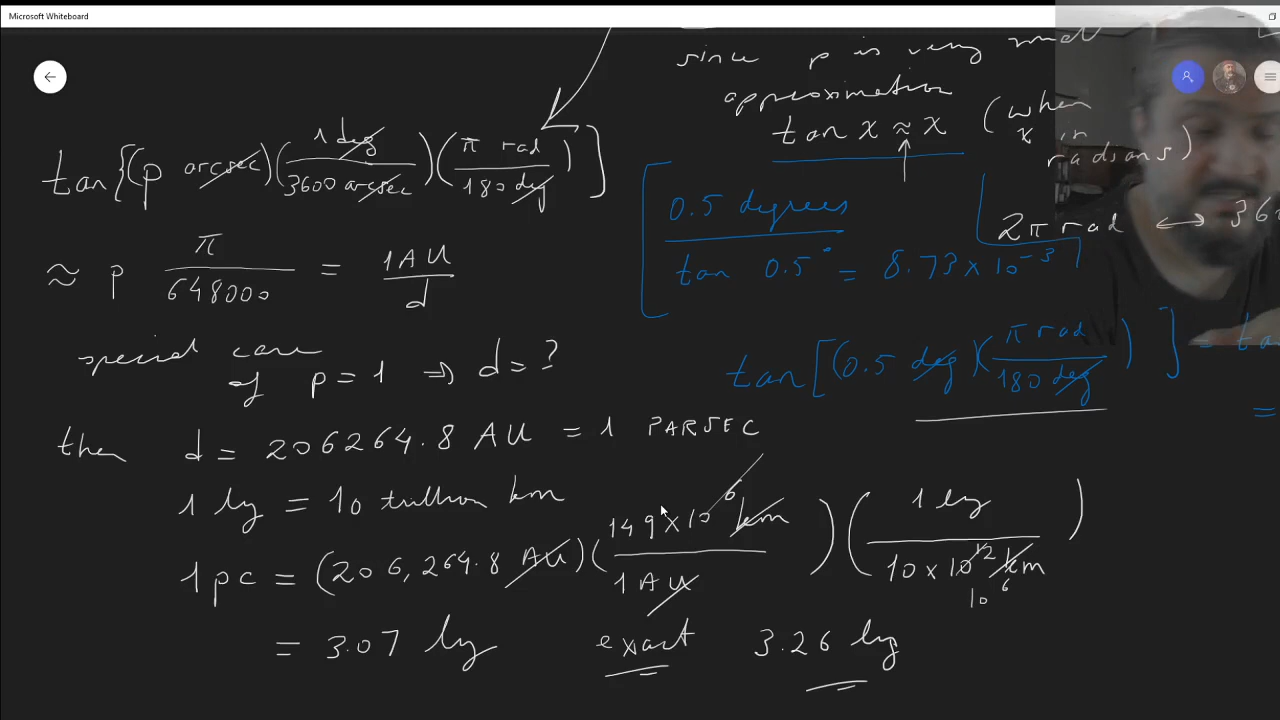 Microsoft Whiteboard
since p is very small
approximation
tan x ≈ x (when x in radians)
tan{(p arcsec)(1 deg / 3600 arcsec)(π rad / 180 deg)}
0.5 degrees
2π rad ↔ 360
tan 0.5° = 8.73 × 10⁻³
≈ p π / 648000 = 1AU / d
tan[(0.5 deg)(π rad / 180 deg)] = tan
=
special case
of p = 1 ⇒ d = ?
then d = 206264.8 AU = 1 PARSEC
1 ly = 10 trillion km
1 pc = (206,264.8 AU)(149 × 10⁶ km / 1 AU)(1 ly / 10 × 10¹² km)
10⁶
= 3.07 ly exact 3.26 ly